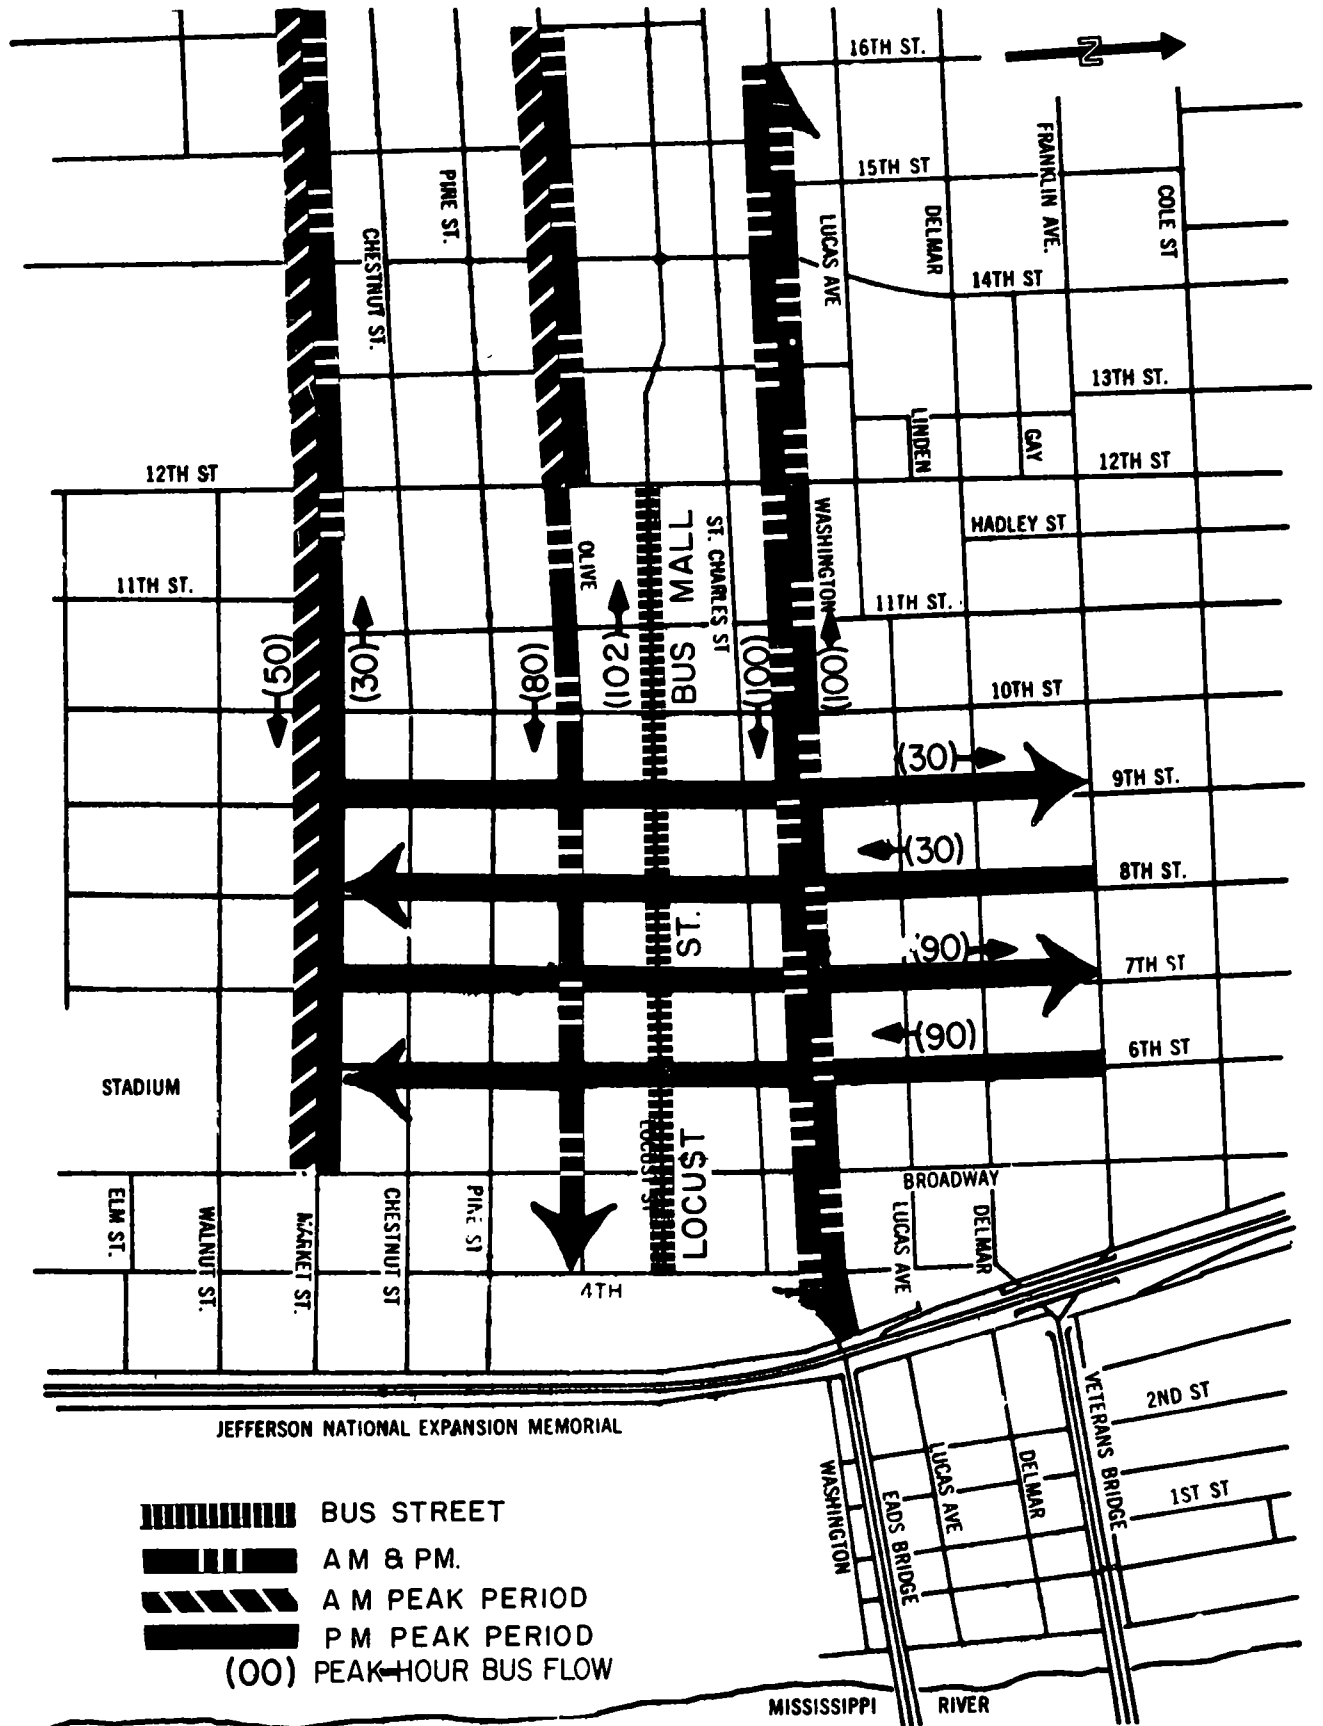 16TH ST.
N
15TH ST
FRANKLIN AVE.
COLE ST
PINE ST.
CHESTNUT ST.
LUCAS AVE
DELMAR
14TH ST
13TH ST.
LINDEN
GAY
12TH ST
12TH ST
HADLEY ST
OLIVE
BUS MALL
ST. CHARLES ST
WASHINGTON
11TH ST.
11TH ST.
(50)
(30)
(80)
(102)
(100)
(100)
10TH ST
(30)
9TH ST.
(30)
8TH ST.
ST.
(90)
7TH ST
(90)
6TH ST
STADIUM
LOCUST ST
LOCUST
BROADWAY
ELM ST.
WALNUT ST.
MARKET ST.
CHESTNUT ST
PINE ST
LUCAS AVE
DELMAR
4TH
JEFFERSON NATIONAL EXPANSION MEMORIAL
VETERANS BRIDGE
2ND ST
WASHINGTON
EADS BRIDGE
LUCAS AVE
DELMAR
1ST ST
BUS STREET
AM & PM.
AM PEAK PERIOD
PM PEAK PERIOD
(00) PEAK-HOUR BUS FLOW
MISSISSIPPI RIVER